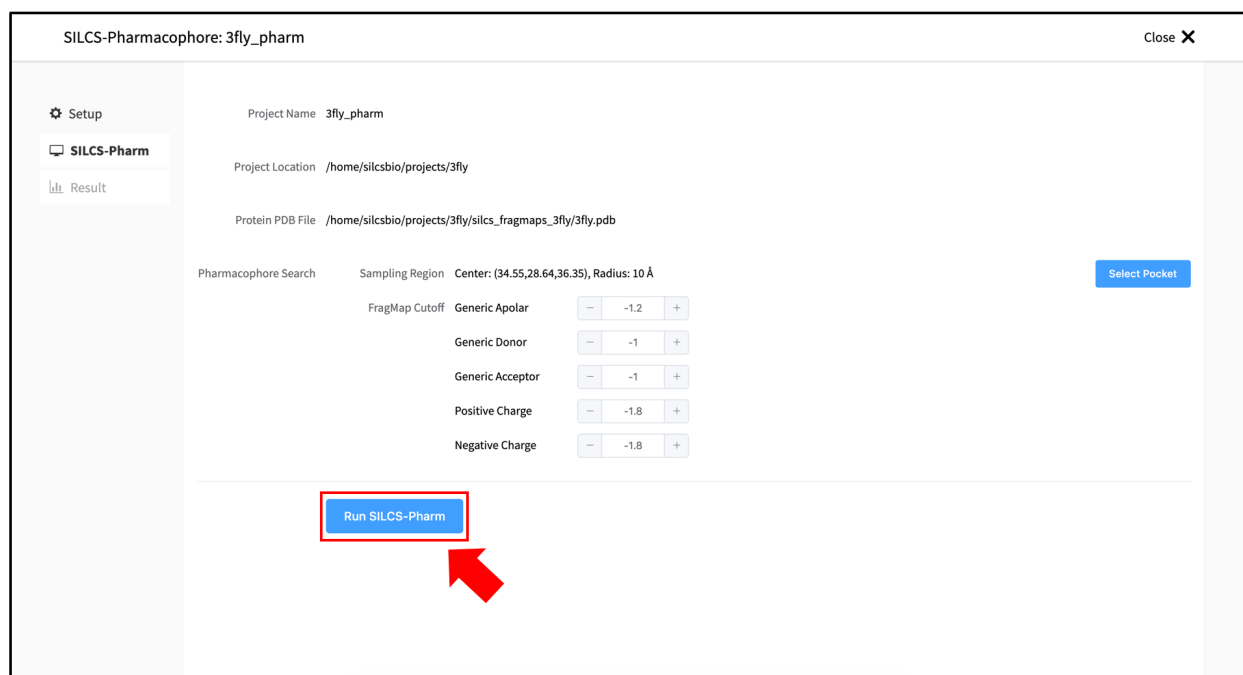 SILCS-Pharmacophore: 3fly_pharm
Close
Setup
SILCS-Pharm
Result
Project Name 3fly_pharm
Project Location /home/silcsbio/projects/3fly
Protein PDB File /home/silcsbio/projects/3fly/silcs_fragmaps_3fly/3fly.pdb
Pharmacophore Search Sampling Region Center: (34.55,28.64,36.35), Radius: 10 Å Select Pocket
FragMap Cutoff Generic Apolar − -1.2 +
Generic Donor − -1 +
Generic Acceptor − -1 +
Positive Charge − -1.8 +
Negative Charge − -1.8 +
Run SILCS-Pharm